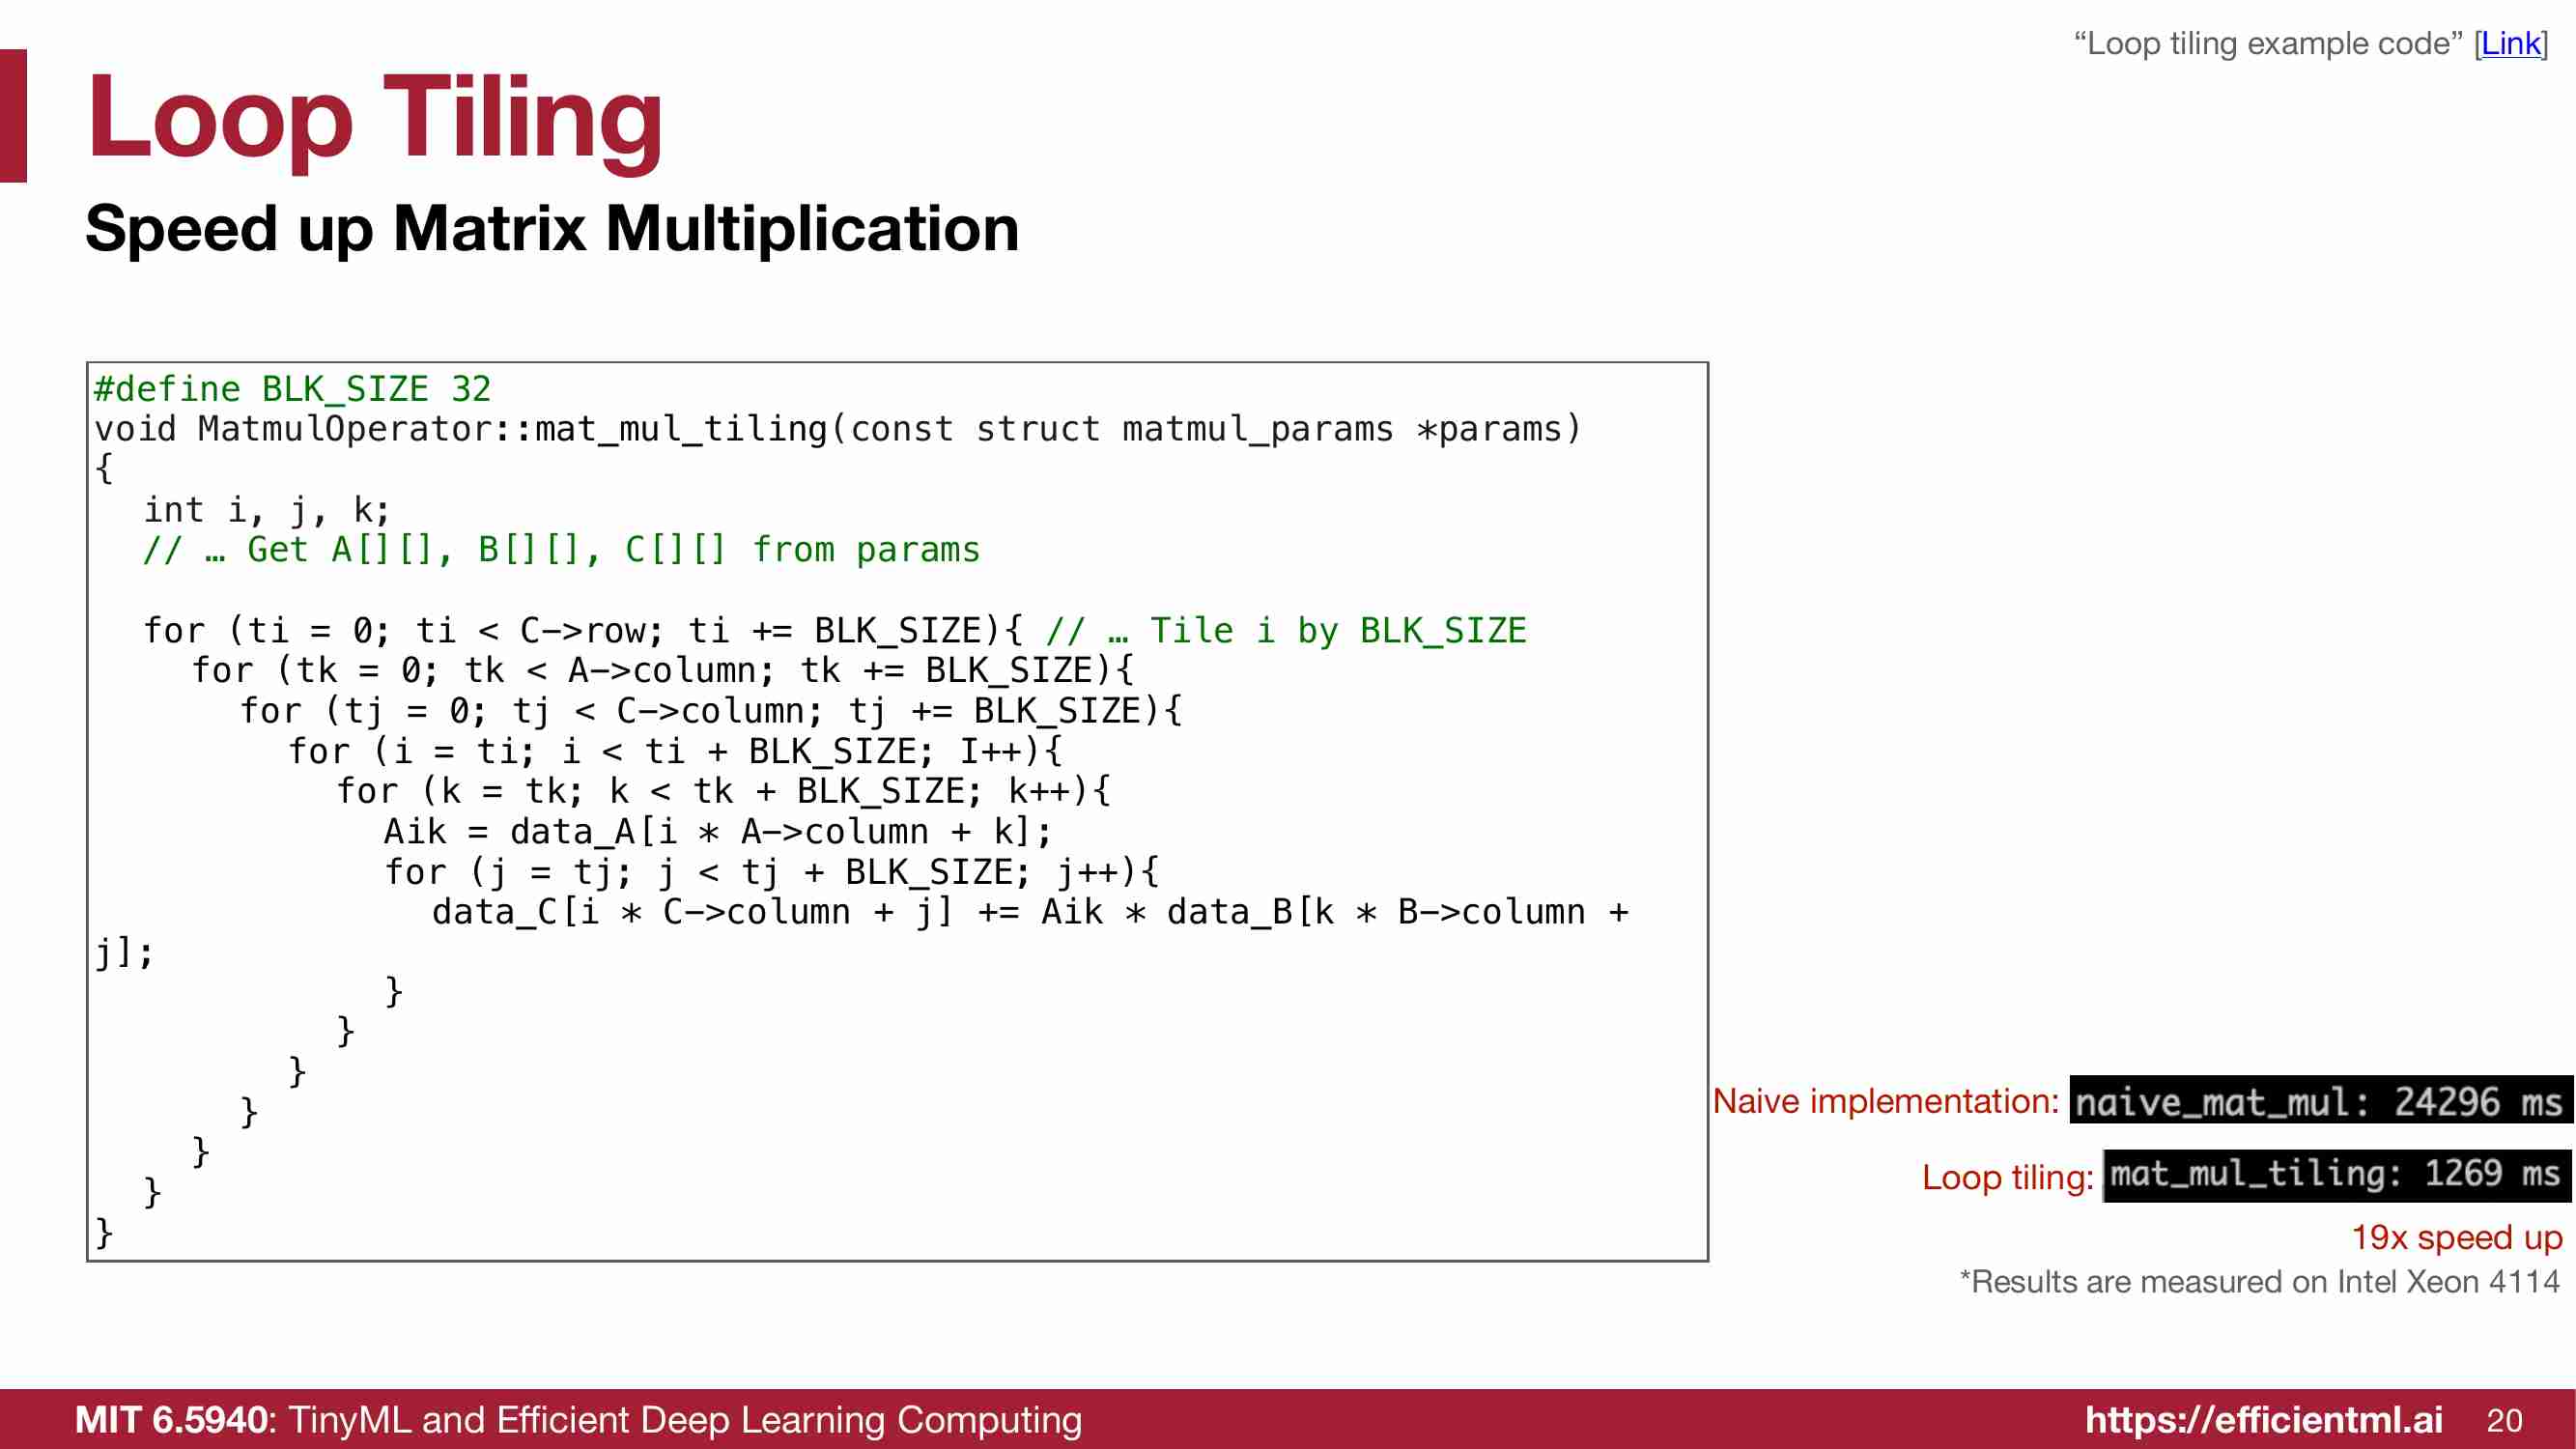 “Loop tiling example code” [Link]
Loop Tiling
Speed up Matrix Multiplication
#define BLK_SIZE 32
void MatmulOperator::mat_mul_tiling(const struct matmul_params *params)
{
int i, j, k;
// … Get A[][], B[][], C[][] from params
for (ti = 0; ti < C->row; ti += BLK_SIZE){ // … Tile i by BLK_SIZE
for (tk = 0; tk < A->column; tk += BLK_SIZE){
for (tj = 0; tj < C->column; tj += BLK_SIZE){
for (i = ti; i < ti + BLK_SIZE; I++){
for (k = tk; k < tk + BLK_SIZE; k++){
Aik = data_A[i * A->column + k];
for (j = tj; j < tj + BLK_SIZE; j++){
data_C[i * C->column + j] += Aik * data_B[k * B->column +
j];
}
}
}
}
}
}
}
Naive implementation: naive_mat_mul: 24296 ms
Loop tiling: mat_mul_tiling: 1269 ms
19x speed up
*Results are measured on Intel Xeon 4114
MIT 6.5940: TinyML and Efficient Deep Learning Computing
https://efficientml.ai 20